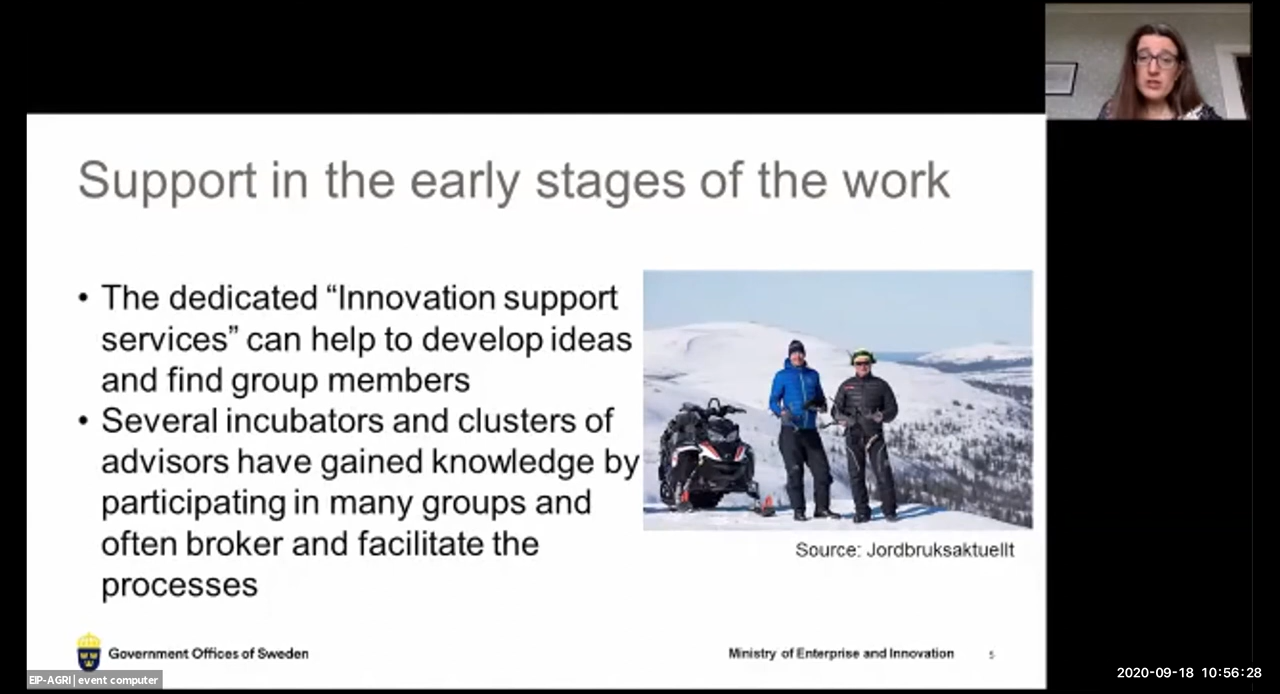 Support in the early stages of the work
• The dedicated “Innovation support
services” can help to develop ideas
and find group members
• Several incubators and clusters of
advisors have gained knowledge by
participating in many groups and
often broker and facilitate the
processes
Source: Jordbruksaktuellt
Government Offices of Sweden
Ministry of Enterprise and Innovation
5
EIP-AGRI | event computer
2020-09-18 10:56:28